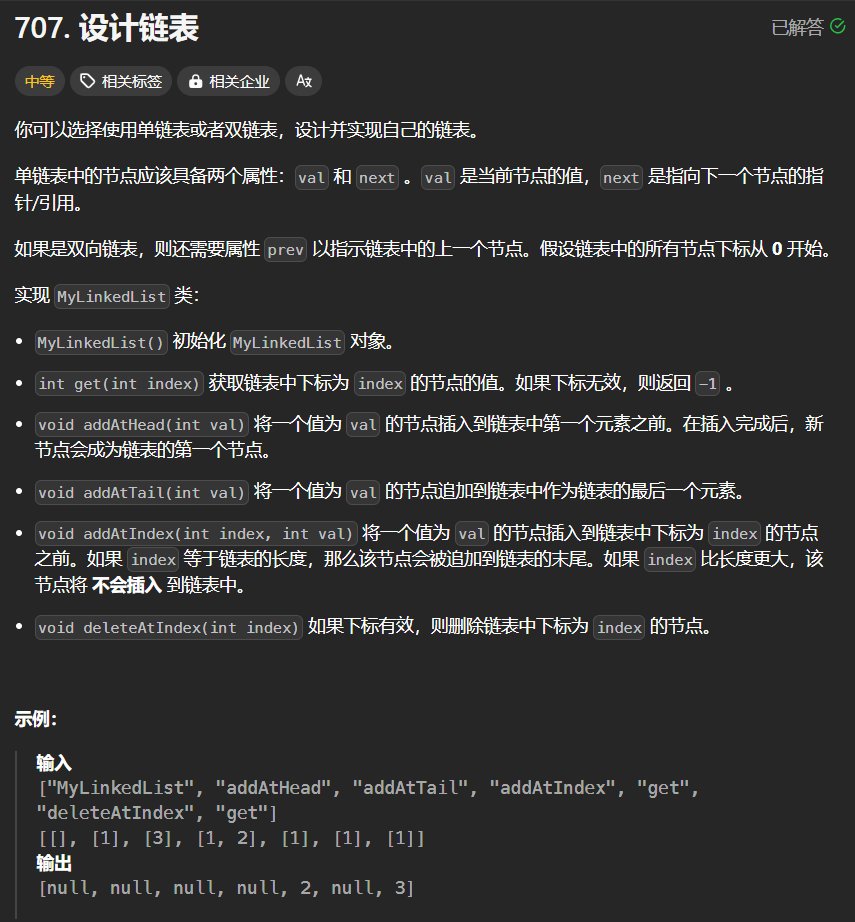 707. 设计链表
已解答
中等 相关标签 相关企业
你可以选择使用单链表或者双链表，设计并实现自己的链表。
单链表中的节点应该具备两个属性：val 和 next 。val 是当前节点的值，next 是指向下一个节点的指
针/引用。
如果是双向链表，则还需要属性 prev 以指示链表中的上一个节点。假设链表中的所有节点下标从 0 开始。
实现 MyLinkedList 类：
• MyLinkedList() 初始化 MyLinkedList 对象。
• int get(int index) 获取链表中下标为 index 的节点的值。如果下标无效，则返回 -1 。
• void addAtHead(int val) 将一个值为 val 的节点插入到链表中第一个元素之前。在插入完成后，新
节点会成为链表的第一个节点。
• void addAtTail(int val) 将一个值为 val 的节点追加到链表中作为链表的最后一个元素。
• void addAtIndex(int index, int val) 将一个值为 val 的节点插入到链表中下标为 index 的节点
之前。如果 index 等于链表的长度，那么该节点会被追加到链表的末尾。如果 index 比长度更大，该
节点将 不会插入 到链表中。
• void deleteAtIndex(int index) 如果下标有效，则删除链表中下标为 index 的节点。
示例：
输入
["MyLinkedList", "addAtHead", "addAtTail", "addAtIndex", "get",
"deleteAtIndex", "get"]
[[], [1], [3], [1, 2], [1], [1], [1]]
输出
[null, null, null, null, 2, null, 3]